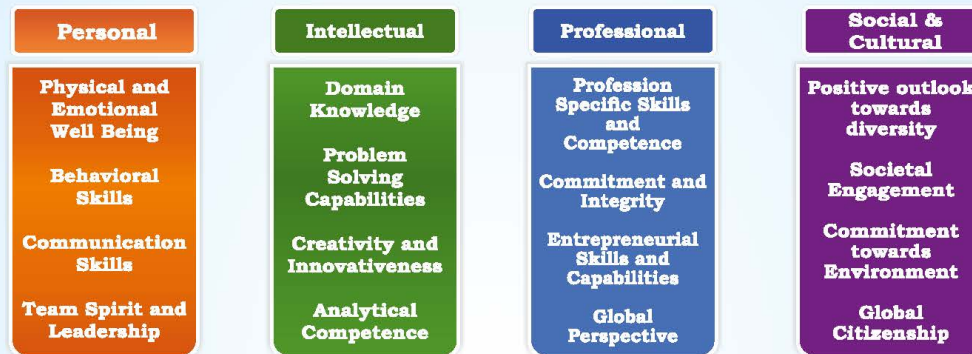 Personal
Physical and
Emotional
Well Being
Behavioral
Skills
Communication
Skills
Team Spirit and
Leadership
Intellectual
Domain
Knowledge
Problem
Solving
Capabilities
Creativity and
Innovativeness
Analytical
Competence
Professional
Profession
Specific Skills
and
Competence
Commitment and
Integrity
Entrepreneurial
Skills and
Capabilities
Global
Perspective
Social &
Cultural
Positive outlook
towards
diversity
Societal
Engagement
Commitment
towards
Environment
Global
Citizenship